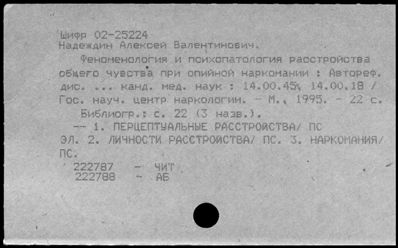 Шифр 02-25224
Надеждин Алексей Валентинович.
Феноменология и психопатология расстройства
общего чувства при опийной наркомании : Автореф.
дис. ... канд. мед. наук : 14.00.45, 14.00.18 /
Гос. науч. центр наркологии. - М., 1995. - 22 с.
Библиогр.: с. 22 (3 назв.).
-- 1. ПЕРЦЕПТУАЛЬНЫЕ РАССТРОЙСТВА/ ПС
ЭЛ. 2. ЛИЧНОСТИ РАССТРОЙСТВА/ ПС. 3. НАРКОМАНИЯ/
ПС.
222787 - ЧИТ
222788 - АБ